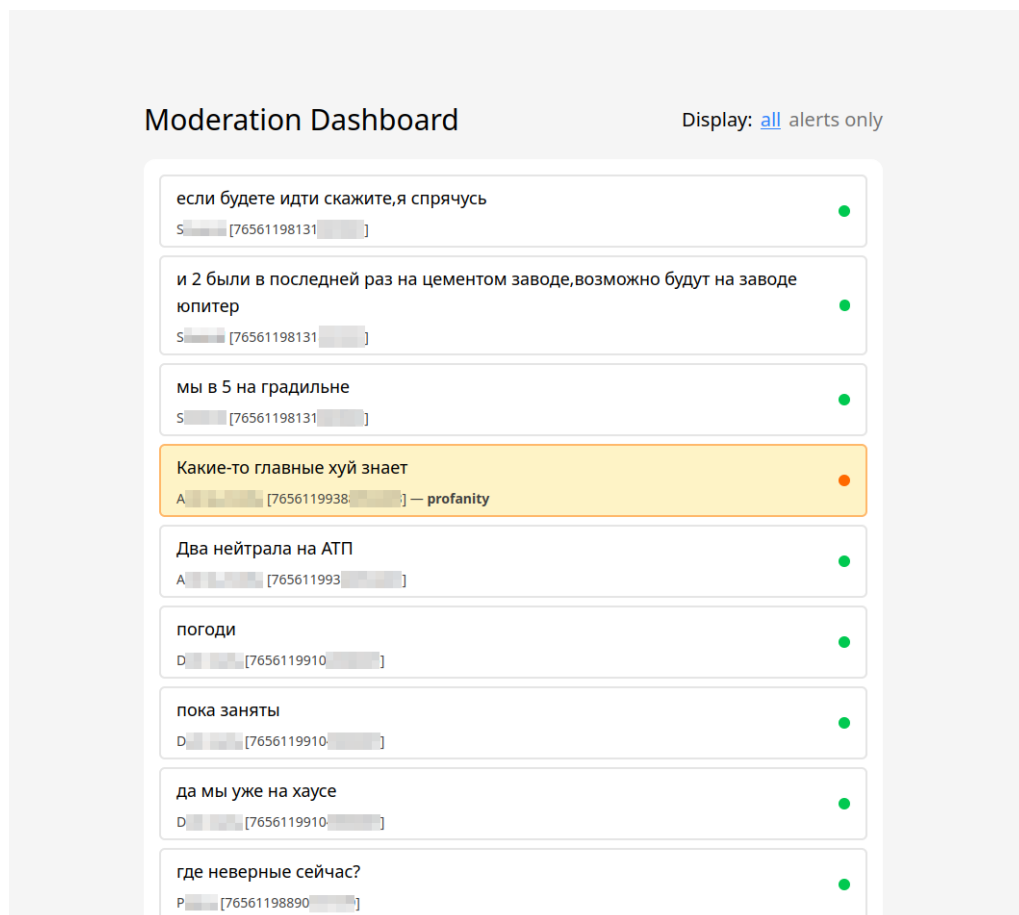 Moderation Dashboard
Display: all alerts only
если будете идти скажите,я спрячусь
S [76561198131 ]
и 2 были в последней раз на цементом заводе,возможно будут на заводе
юпитер
S [76561198131 ]
мы в 5 на градильне
S [76561198131 ]
Какие-то главные хуй знает
A [7656119938 ] — profanity
Два нейтрала на АТП
A [765611993 ]
погоди
D [7656119910 ]
пока заняты
D [7656119910 ]
да мы уже на хаусе
D [7656119910 ]
где неверные сейчас?
P [76561198890 ]